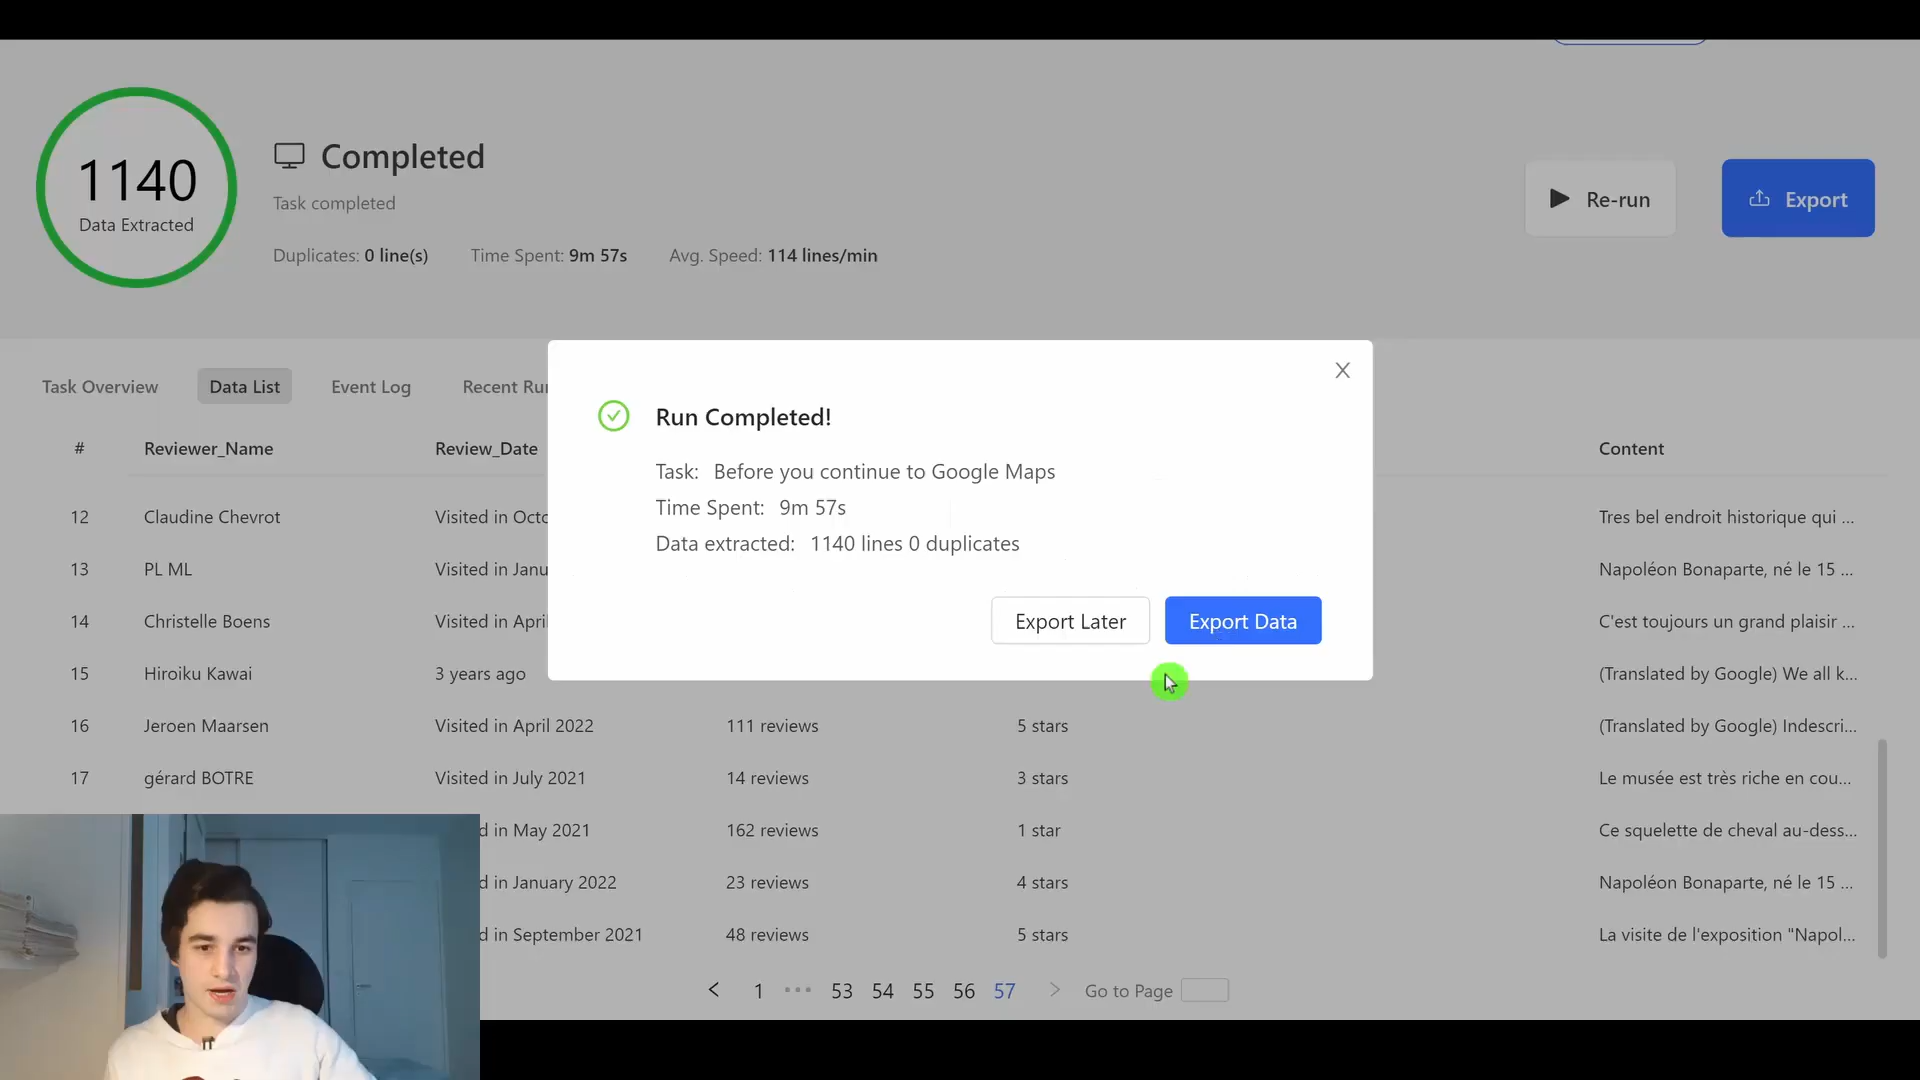 1140
Data Extracted
Completed
Task completed
Duplicates: 0 line(s) Time Spent: 9m 57s Avg. Speed: 114 lines/min
Re-run
Export
Task Overview Data List Event Log Recent Ru
# Reviewer_Name Review_Date Content
12 Claudine Chevrot Visited in Octo Tres bel endroit historique qui ...
13 PL ML Visited in Janu Napoléon Bonaparte, né le 15 ...
14 Christelle Boens Visited in Apri C'est toujours un grand plaisir ...
15 Hiroiku Kawai 3 years ago (Translated by Google) We all k...
16 Jeroen Maarsen Visited in April 2022 111 reviews 5 stars (Translated by Google) Indescri...
17 gérard BOTRE Visited in July 2021 14 reviews 3 stars Le musée est très riche en cou...
d in May 2021 162 reviews 1 star Ce squelette de cheval au-dess...
d in January 2022 23 reviews 4 stars Napoléon Bonaparte, né le 15 ...
d in September 2021 48 reviews 5 stars La visite de l'exposition "Napol...
Run Completed!
Task: Before you continue to Google Maps
Time Spent: 9m 57s
Data extracted: 1140 lines 0 duplicates
Export Later Export Data
< 1 ••• 53 54 55 56 57 > Go to Page